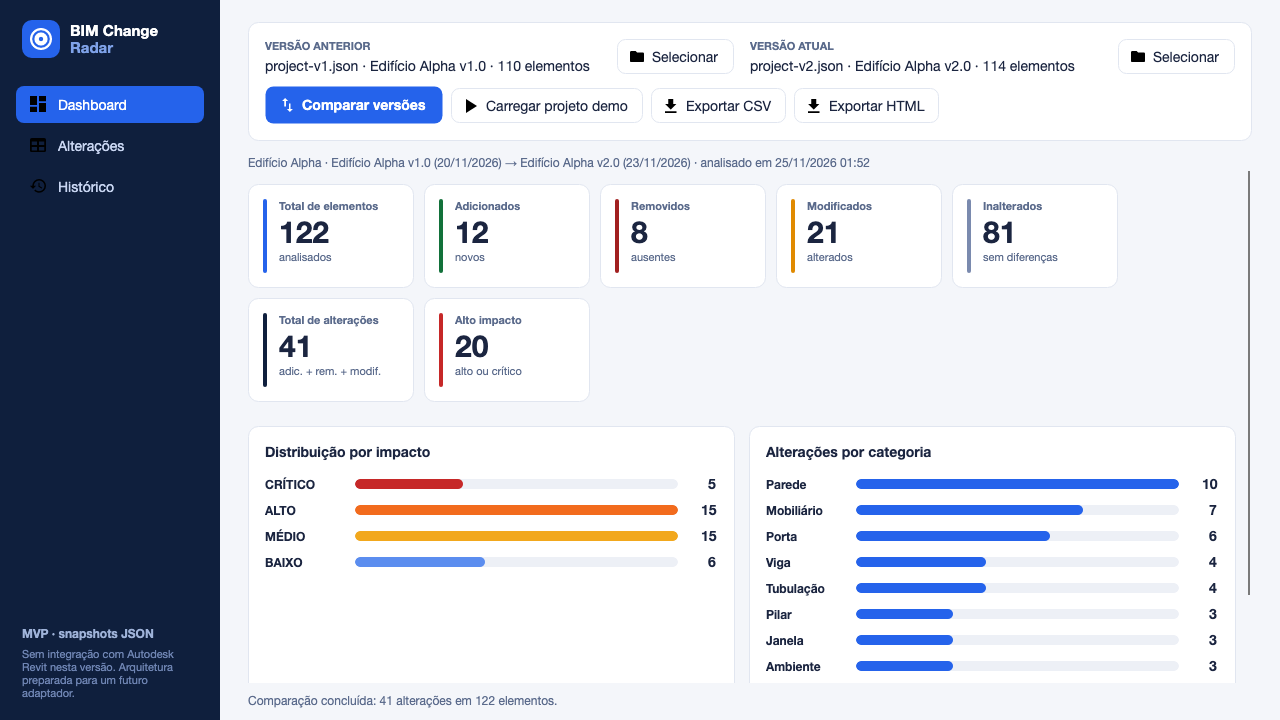 BIM Change
Radar
Dashboard
Alterações
Histórico
MVP · snapshots JSON
Sem integração com Autodesk
Revit nesta versão. Arquitetura
preparada para um futuro
adaptador.
VERSÃO ANTERIOR
project-v1.json · Edifício Alpha v1.0 · 110 elementos
Selecionar
VERSÃO ATUAL
project-v2.json · Edifício Alpha v2.0 · 114 elementos
Selecionar
Comparar versões
Carregar projeto demo
Exportar CSV
Exportar HTML
Edifício Alpha · Edifício Alpha v1.0 (20/11/2026) → Edifício Alpha v2.0 (23/11/2026) · analisado em 25/11/2026 01:52
Total de elementos
122
analisados
Adicionados
12
novos
Removidos
8
ausentes
Modificados
21
alterados
Inalterados
81
sem diferenças
Total de alterações
41
adic. + rem. + modif.
Alto impacto
20
alto ou crítico
Distribuição por impacto
CRÍTICO 5
ALTO 15
MÉDIO 15
BAIXO 6
Alterações por categoria
Parede 10
Mobiliário 7
Porta 6
Viga 4
Tubulação 4
Pilar 3
Janela 3
Ambiente 3
Comparação concluída: 41 alterações em 122 elementos.